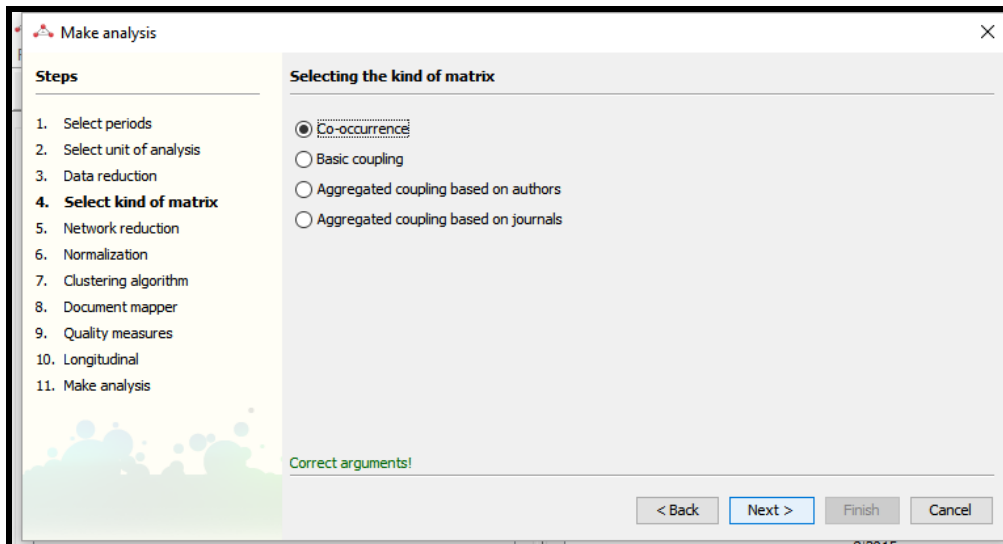 Make analysis
Steps
1. Select periods
2. Select unit of analysis
3. Data reduction
4. Select kind of matrix
5. Network reduction
6. Normalization
7. Clustering algorithm
8. Document mapper
9. Quality measures
10. Longitudinal
11. Make analysis
Selecting the kind of matrix
Co-occurrence
Basic coupling
Aggregated coupling based on authors
Aggregated coupling based on journals
Correct arguments!
< Back
Next >
Finish
Cancel